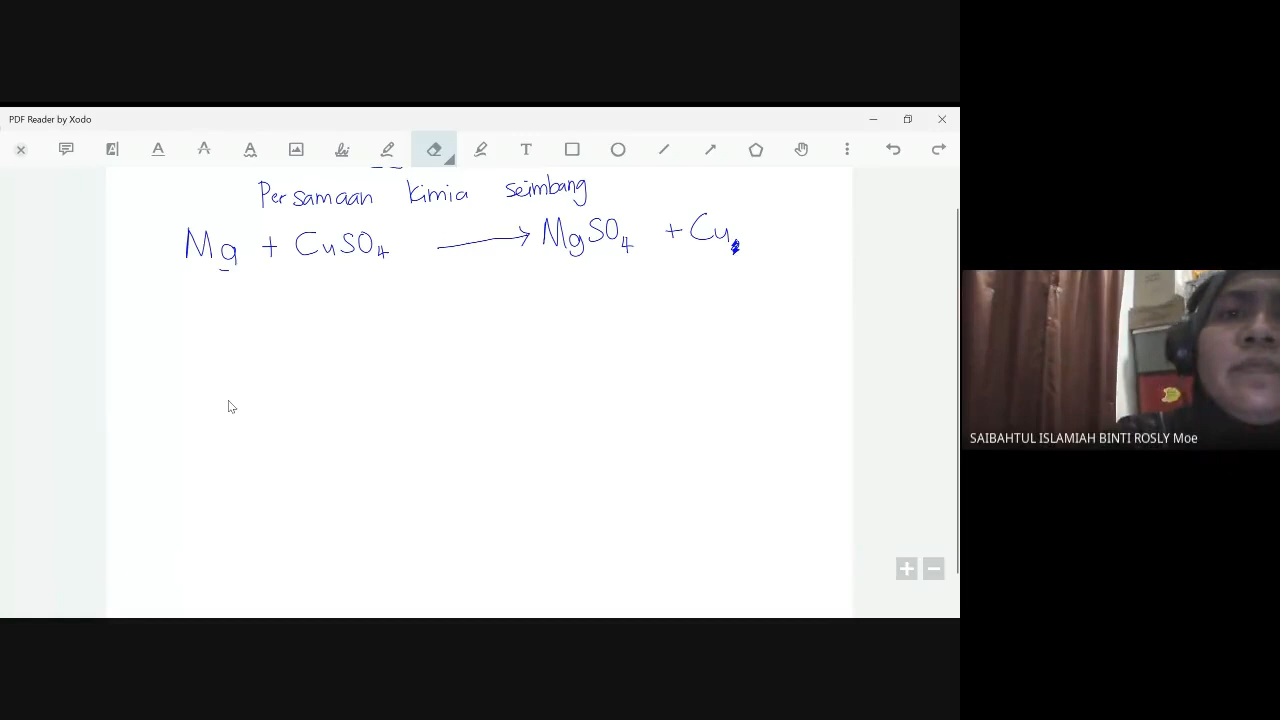 PDF Reader by Xodo
Persamaan kimia seimbang
Mg + CuSO₄ → MgSO₄ + Cu
SAIBAHTUL ISLAMIAH BINTI ROSLY Moe